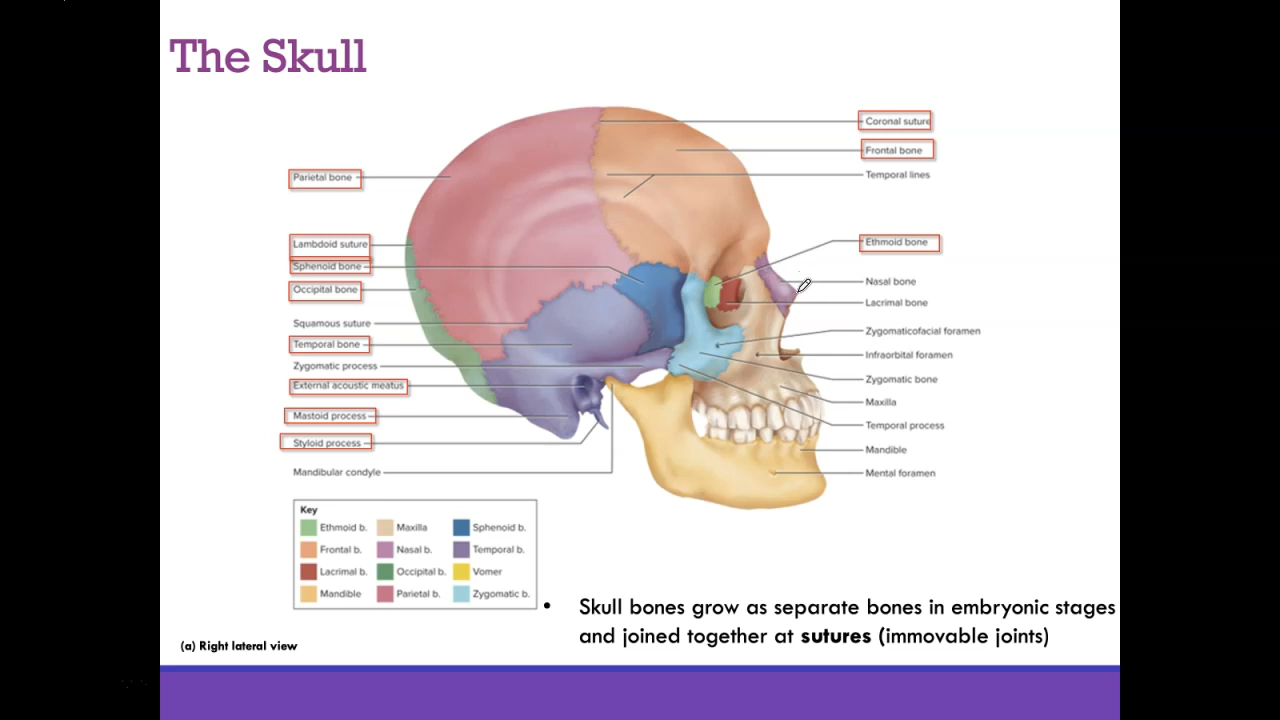 The Skull
Parietal bone
Lambdoid suture
Sphenoid bone
Occipital bone
Squamous suture
Temporal bone
Zygomatic process
External acoustic meatus
Mastoid process
Styloid process
Mandibular condyle
Coronal suture
Frontal bone
Temporal lines
Ethmoid bone
Nasal bone
Lacrimal bone
Zygomaticofacial foramen
Infraorbital foramen
Zygomatic bone
Maxilla
Temporal process
Mandible
Mental foramen
Key
Ethmoid b. Maxilla Sphenoid b.
Frontal b. Nasal b. Temporal b.
Lacrimal b. Occipital b. Vomer
Mandible Parietal b. Zygomatic b.
• Skull bones grow as separate bones in embryonic stages
and joined together at sutures (immovable joints)
(a) Right lateral view